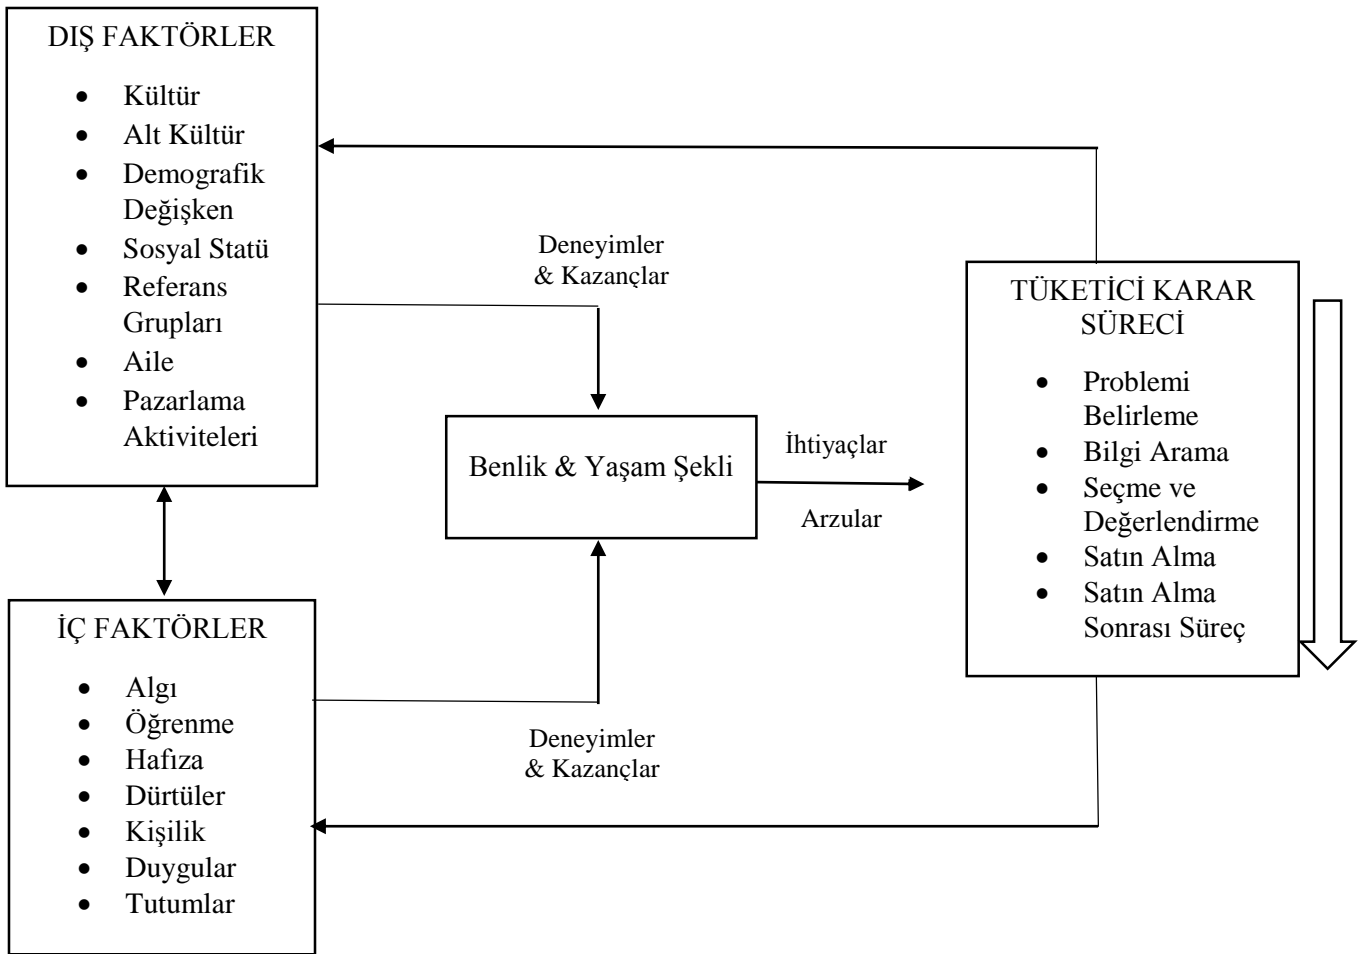 DIŞ FAKTÖRLER
• Kültür
• Alt Kültür
• Demografik
Değişken
• Sosyal Statü
• Referans
Grupları
• Aile
• Pazarlama
Aktiviteleri
Deneyimler
& Kazançlar
Benlik & Yaşam Şekli
İhtiyaçlar
Arzular
TÜKETİCİ KARAR
SÜRECİ
• Problemi
Belirleme
• Bilgi Arama
• Seçme ve
Değerlendirme
• Satın Alma
• Satın Alma
Sonrası Süreç
İÇ FAKTÖRLER
• Algı
• Öğrenme
• Hafıza
• Dürtüler
• Kişilik
• Duygular
• Tutumlar
Deneyimler
& Kazançlar